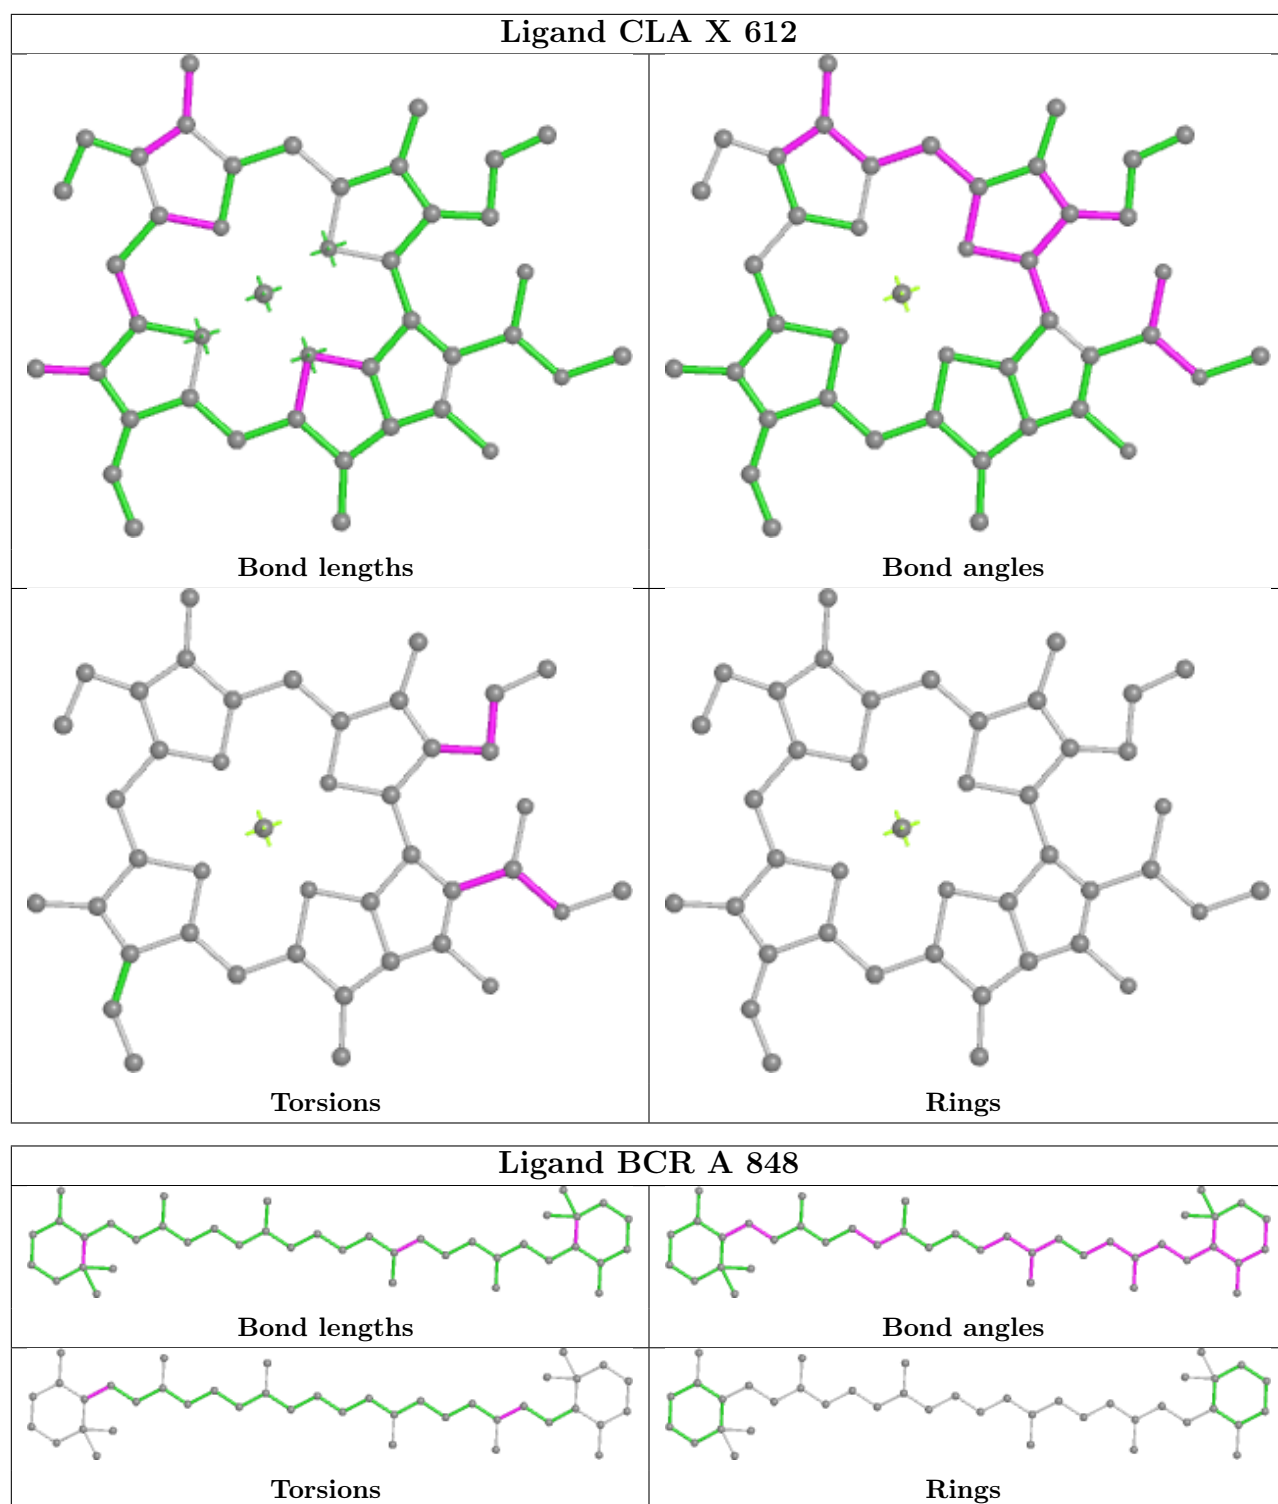 Ligand CLA X 612
Bond lengths
Bond angles
Torsions
Rings
Ligand BCR A 848
Bond lengths
Bond angles
Torsions
Rings